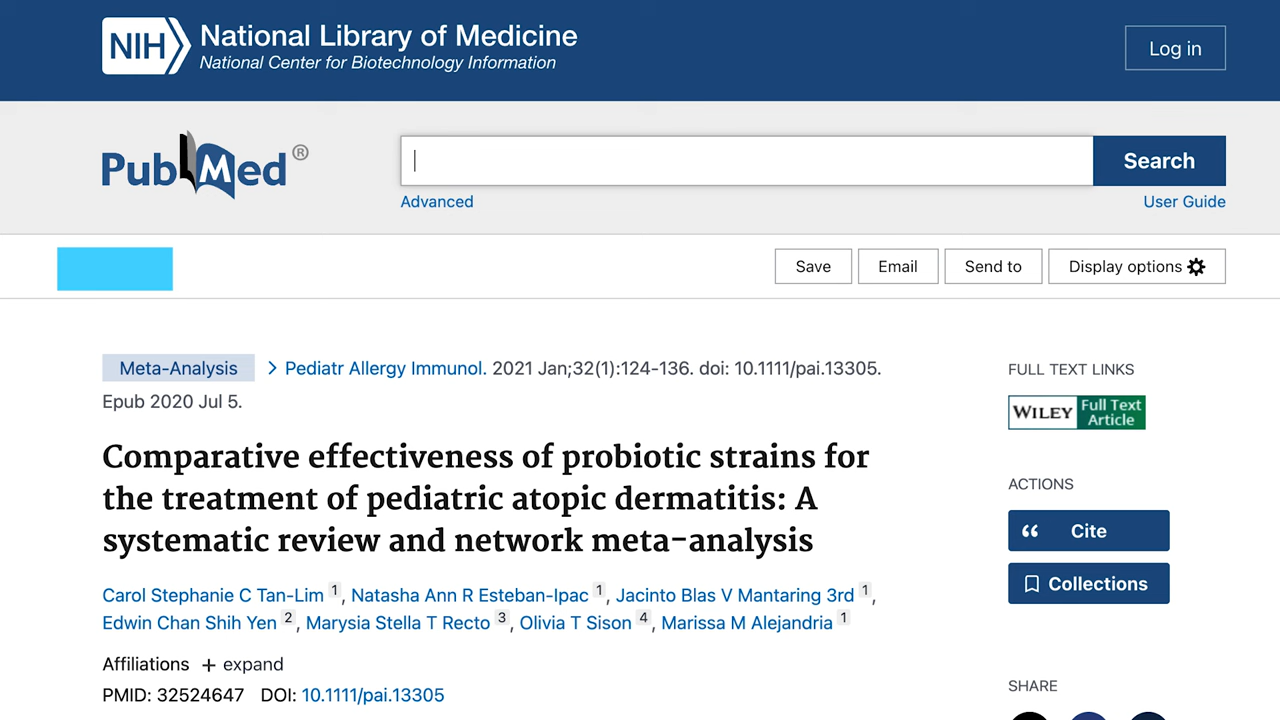 NIH National Library of Medicine
National Center for Biotechnology Information
Log in
PubMed®
Search
Advanced
User Guide
Save
Email
Send to
Display options
Meta-Analysis > Pediatr Allergy Immunol. 2021 Jan;32(1):124-136. doi: 10.1111/pai.13305.
Epub 2020 Jul 5.
Comparative effectiveness of probiotic strains for
the treatment of pediatric atopic dermatitis: A
systematic review and network meta-analysis
Carol Stephanie C Tan-Lim 1, Natasha Ann R Esteban-Ipac 1, Jacinto Blas V Mantaring 3rd 1,
Edwin Chan Shih Yen 2, Marysia Stella T Recto 3, Olivia T Sison 4, Marissa M Alejandria 1
Affiliations + expand
PMID: 32524647 DOI: 10.1111/pai.13305
FULL TEXT LINKS
WILEY Full Text
Article
ACTIONS
Cite
Collections
SHARE